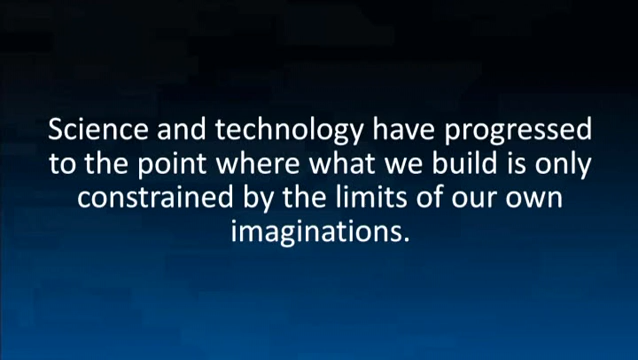 Science and technology have progressed
to the point where what we build is only
constrained by the limits of our own
imaginations.